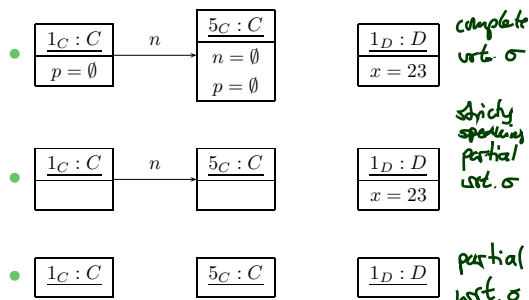 1_C : C
n
5_C : C
1_D : D
complete
wrt. σ
p = ∅
n = ∅
x = 23
p = ∅
strictly
speaking
partial
wrt. σ
1_C : C
n
5_C : C
1_D : D
x = 23
1_C : C
5_C : C
1_D : D
partial
wrt. σ